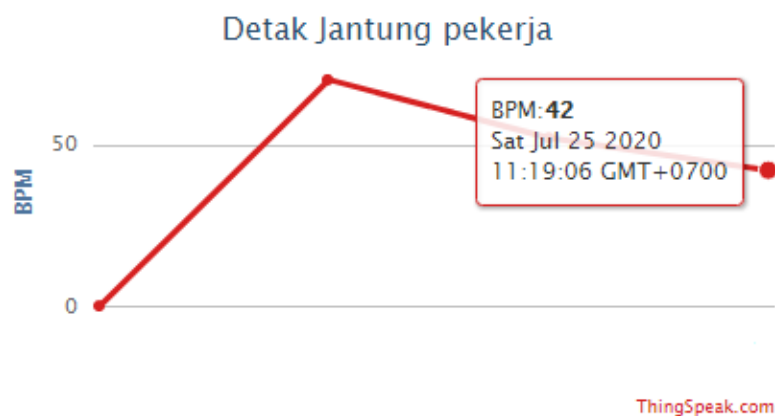 Detak Jantung pekerja
BPM:42
Sat Jul 25 2020
11:19:06 GMT+0700
50
BPM
0
ThingSpeak.com